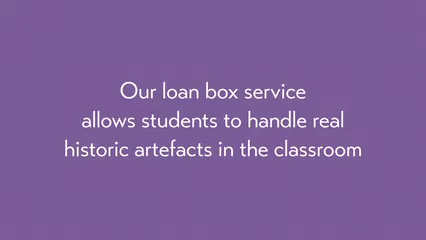 Our loan box service
allows students to handle real
historic artefacts in the classroom